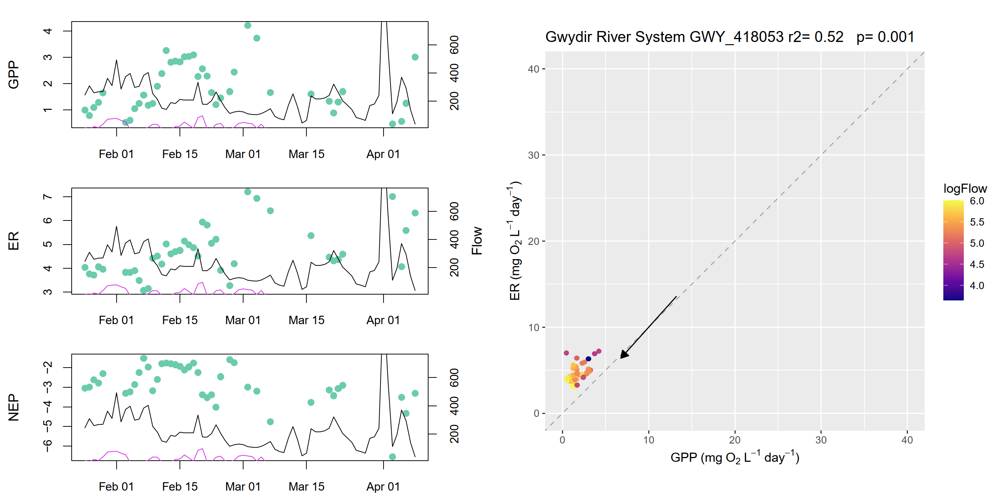 GPP
4
3
2
1
600
400
200
Feb 01 Feb 15 Mar 01 Mar 15 Apr 01
ER
7
6
5
4
3
600
400
200
Flow
Feb 01 Feb 15 Mar 01 Mar 15 Apr 01
NEP
−2
−3
−4
−5
−6
600
400
200
Feb 01 Feb 15 Mar 01 Mar 15 Apr 01
Gwydir River System GWY_418053 r2= 0.52   p= 0.001
ER (mg O₂ L⁻¹ day⁻¹)
40
30
20
10
0
0 10 20 30 40
GPP (mg O₂ L⁻¹ day⁻¹)
logFlow
6.0
5.5
5.0
4.5
4.0